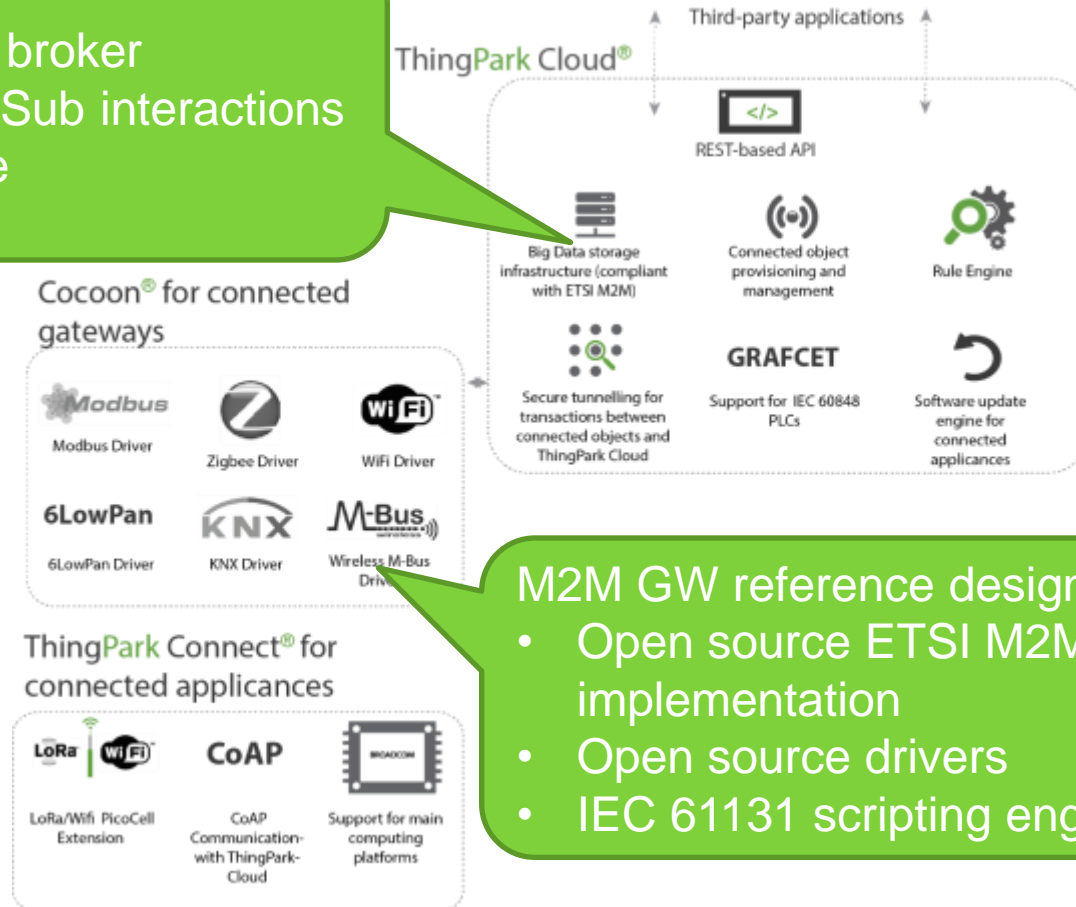 broker
Sub interactions
e
Third-party applications
ThingPark Cloud®
</>
REST-based API
Big Data storage
infrastructure (compliant
with ETSI M2M)
Connected object
provisioning and
management
Rule Engine
Secure tunnelling for
transactions between
connected objects and
ThingPark Cloud
GRAFCET
Support for IEC 60848
PLCs
Software update
engine for
connected
applicances
Cocoon® for connected
gateways
Modbus
Modbus Driver
Zigbee Driver
WiFi
WiFi Driver
6LowPan
6LowPan Driver
KNX
KNX Driver
M-Bus
Wireless M-Bus
M2M GW reference design
• Open source ETSI M2M
implementation
• Open source drivers
• IEC 61131 scripting eng
ThingPark Connect® for
connected applicances
LoRa WiFi
LoRa/Wifi PicoCell
Extension
CoAP
CoAP
Communication-
with ThingPark-
Cloud
BROADCOM
Support for main
computing
platforms